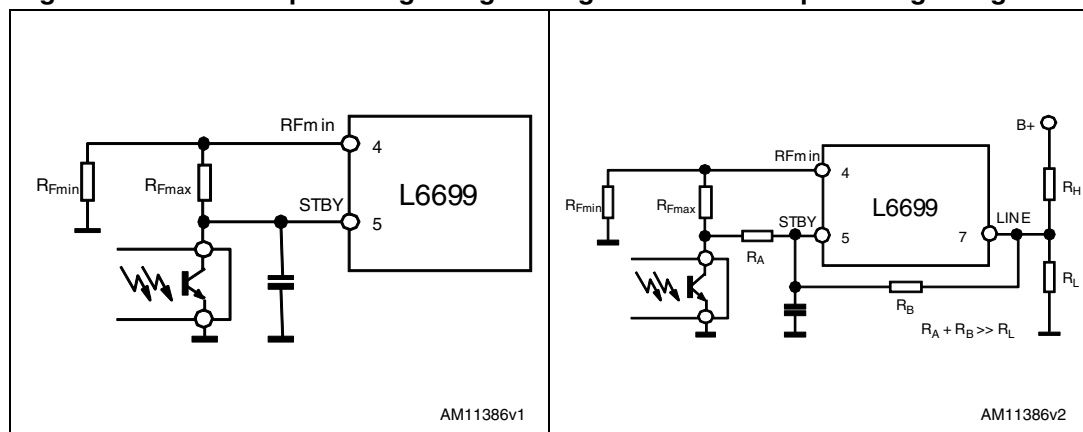 RFmin
4
RFmin
RFmax
STBY
5
L6699
AM11386v1
B+
RFmin
4
RH
RFmin
RFmax
STBY
5
L6699
LINE
7
RA
RL
RB
RA + RB >> RL
AM11386v2